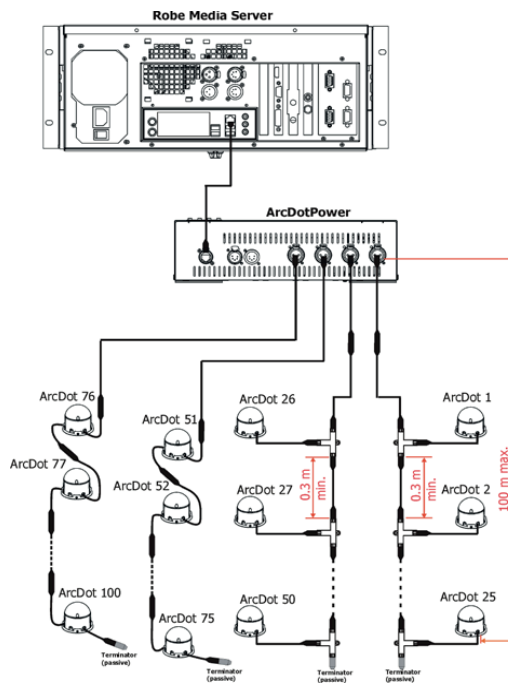 Robe Media Server
ArcDotPower
ArcDot 76
ArcDot 51
ArcDot 26
ArcDot 1
ArcDot 77
ArcDot 52
ArcDot 27
0.3 m
min.
0.3 m
min.
ArcDot 2
100 m max.
ArcDot 100
ArcDot 75
ArcDot 50
ArcDot 25
Terminator
(passive)
Terminator
(passive)
Terminator
(passive)
Terminator
(passive)